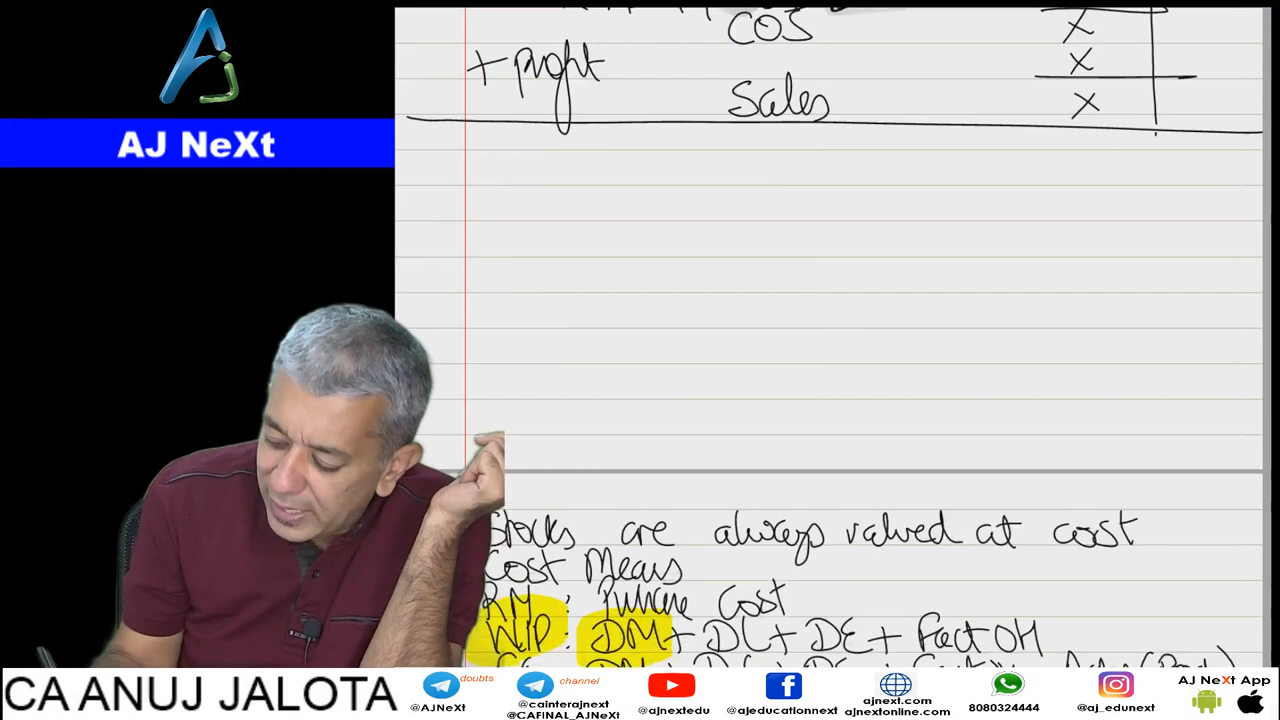 COS X
X
+ profit
Sales X
AJ NeXt
Stocks are always valued at cost
Cost Means
RM : Purchase Cost
WIP : DM + DL + DE + Fact OH
CA ANUJ JALOTA
doubts
@AJNeXt
channel
@cainterajnext
@CAFINAL_AJNeXt
@ajnextedu
@ajeducationnext
ajnext.com
ajnextonline.com
8080324444
@aj_edunext
AJ NeXt App